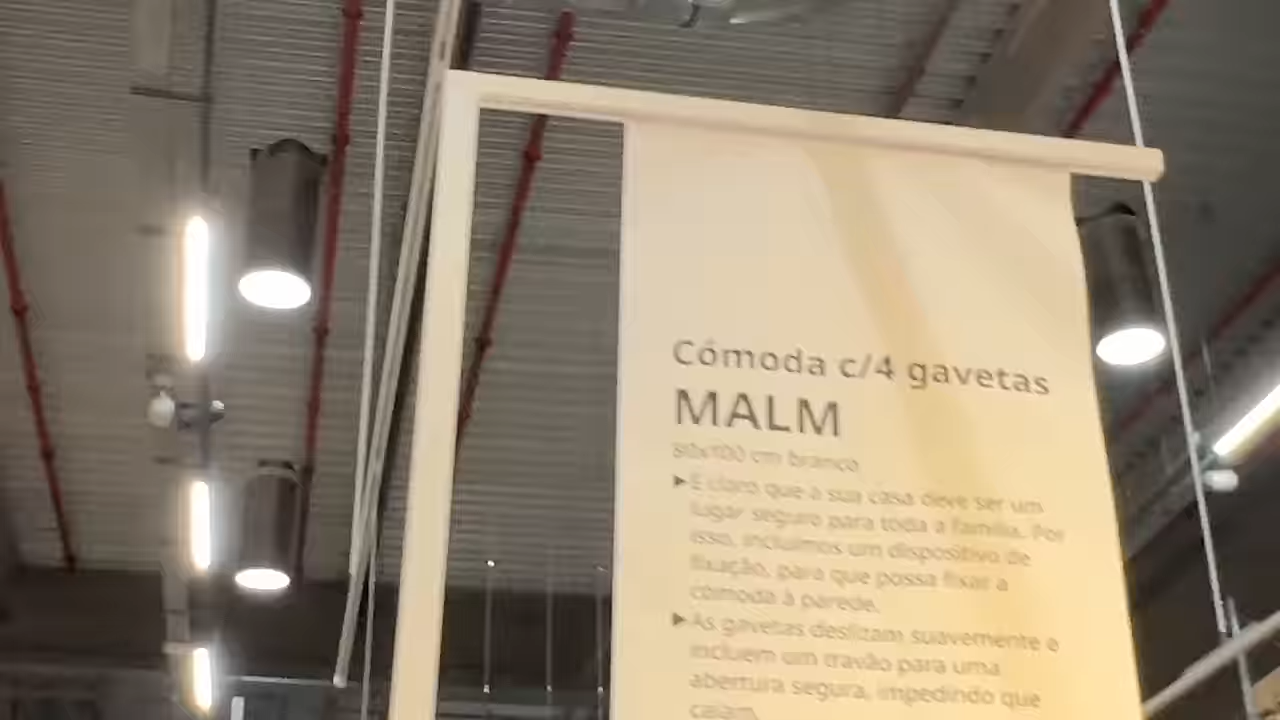 Cómoda c/4 gavetas
MALM
80x100 cm branco
▶É claro que a sua casa deve ser um
lugar seguro para toda a família. Por
isso, incluímos um dispositivo de
fixação, para que possa fixar a
cómoda à parede.
▶As gavetas deslizam suavemente e
incluem um travão para uma
abertura segura, impedindo que
caiam